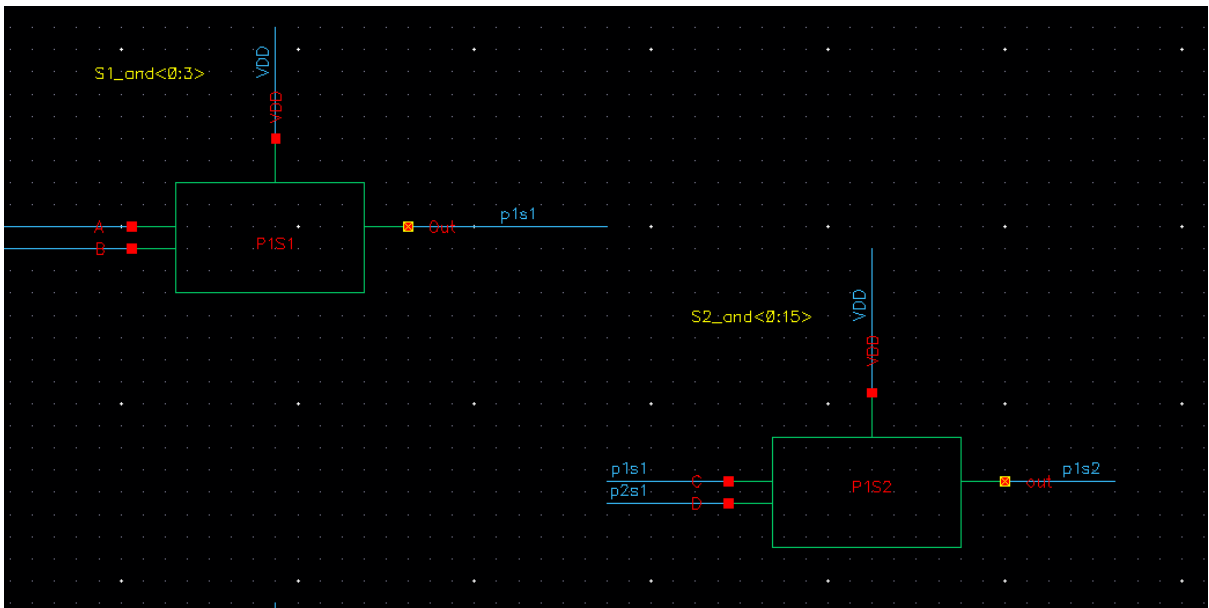 S1_and<0:3>
VDD
VDD
A
B
P1S1
Out
p1s1
S2_and<0:15>
VDD
VDD
p1s1
p2s1
C
D
P1S2
out
p1s2